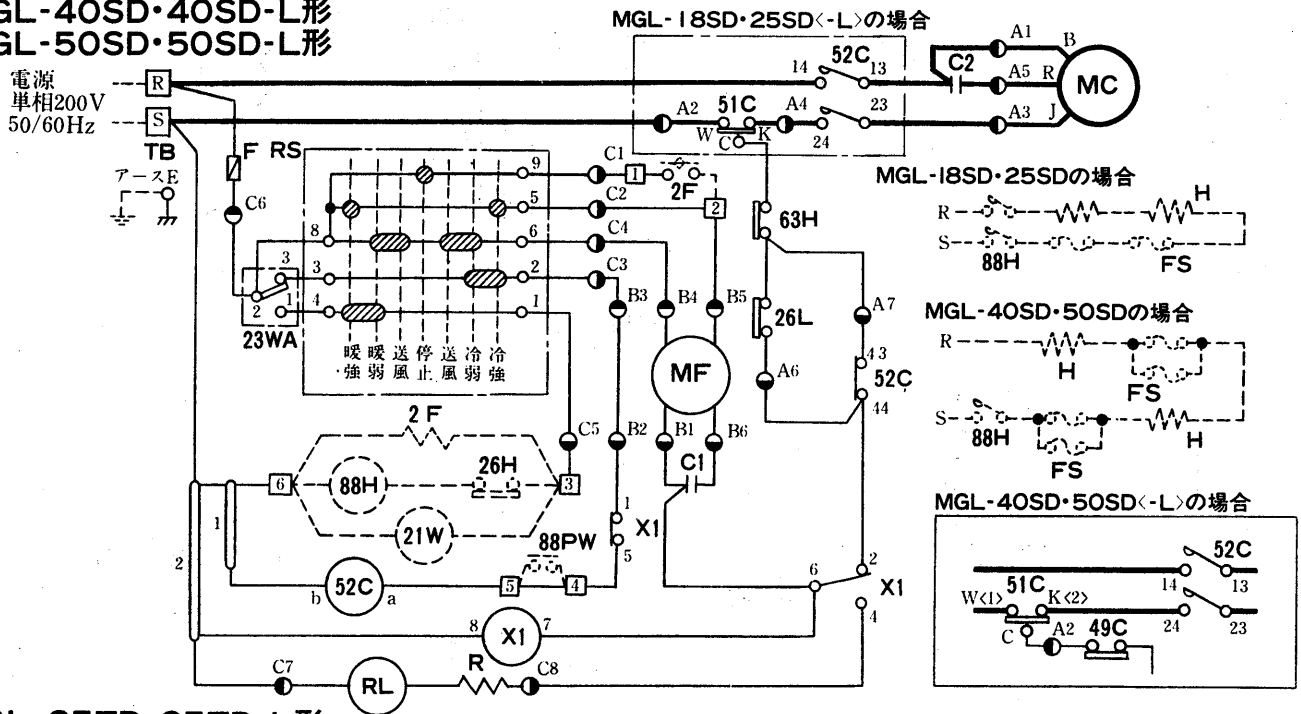 GL-40SD·40SD-L形
GL-50SD·50SD-L形
MGL-18SD·25SD<-L>の場合
電源
単相200V
50/60Hz
R
S
TB
アースE
F
RS
C6
23WA
3
1
2
8
3
4
9
5
6
2
1
暖強
暖弱
送風
停止
送風
冷弱
冷強
C1
C2
C4
C3
1
2F
2
A2
51C
W
K
C
A4
52C
14
13
24
23
C2
A1
A5
A3
B
R
J
MC
63H
26L
A6
A7
43
52C
44
B3
B4
B5
MF
B2
B1
B6
C1
C5
2F
6
88H
26H
3
21W
1
2
1
X1
5
88PW
5
4
b
52C
a
8
X1
7
6
2
X1
4
C7
RL
R
C8
MGL-18SD·25SDの場合
R
H
S
88H
FS
MGL-40SD·50SDの場合
R
H
FS
S
88H
FS
H
MGL-40SD·50SD<-L>の場合
52C
14
13
W<1>
51C
K<2>
24
23
C
A2
49C